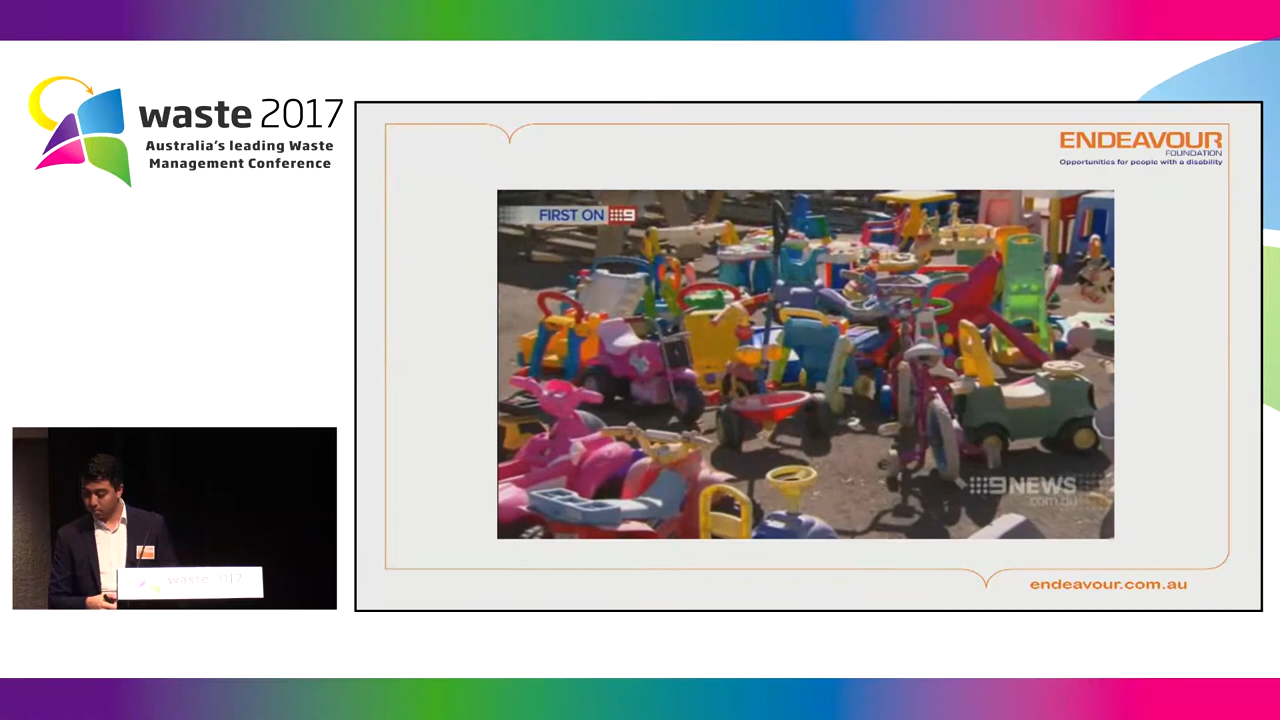 waste 2017
Australia's leading Waste
Management Conference
ENDEAVOUR
FOUNDATION
Opportunities for people with a disability
FIRST ON 9
9NEWS
com.au
waste 2017
endeavour.com.au